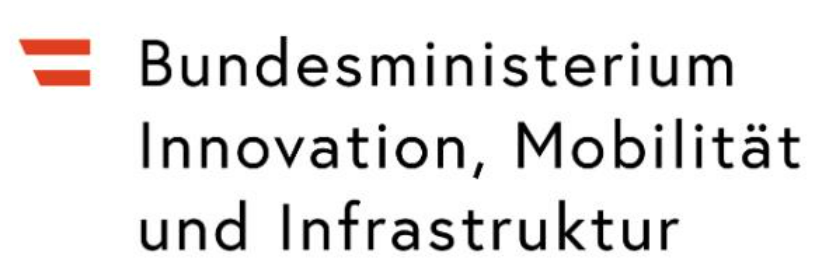 Bundesministerium
Innovation, Mobilität
und Infrastruktur